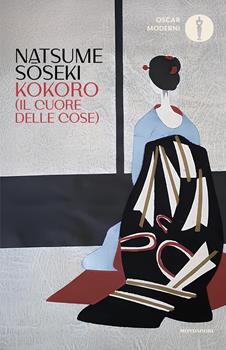 OSCAR
MODERNI
NATSUME
SŌSEKI
KOKORO
(IL CUORE
DELLE COSE)
MONDADORI